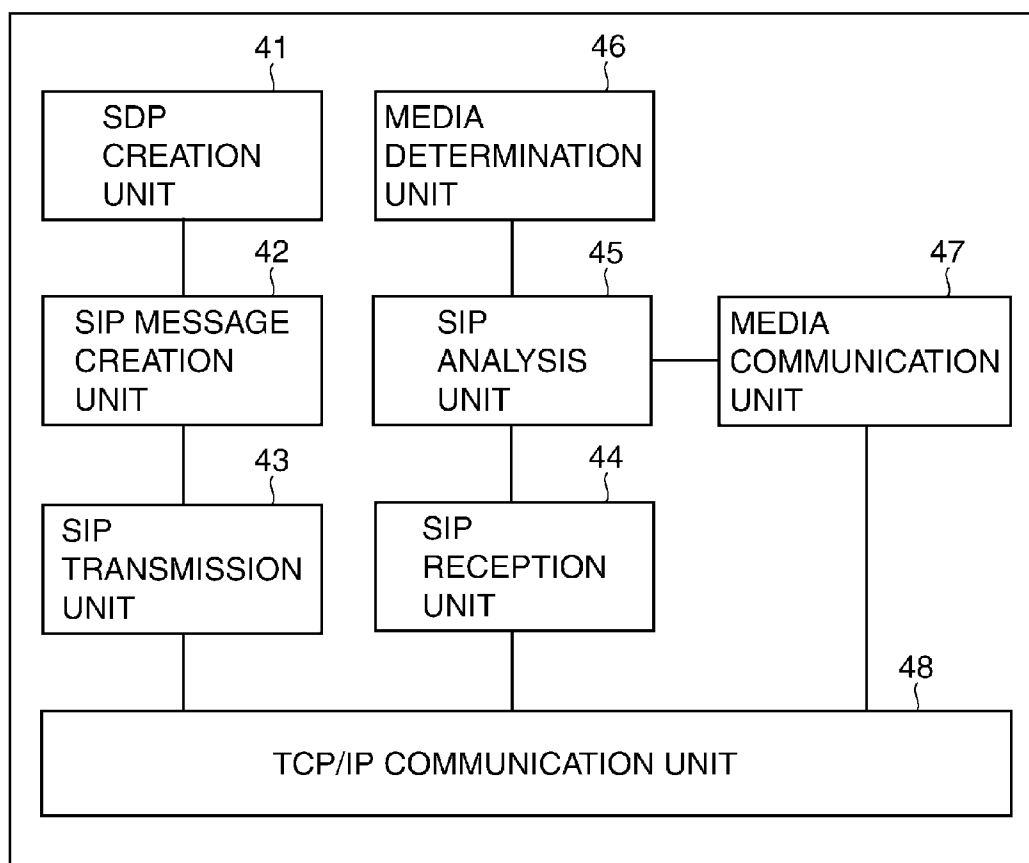 41
SDP
CREATION
UNIT
46
MEDIA
DETERMINATION
UNIT
42
SIP MESSAGE
CREATION
UNIT
45
SIP
ANALYSIS
UNIT
47
MEDIA
COMMUNICATION
UNIT
43
SIP
TRANSMISSION
UNIT
44
SIP
RECEPTION
UNIT
48
TCP/IP COMMUNICATION UNIT